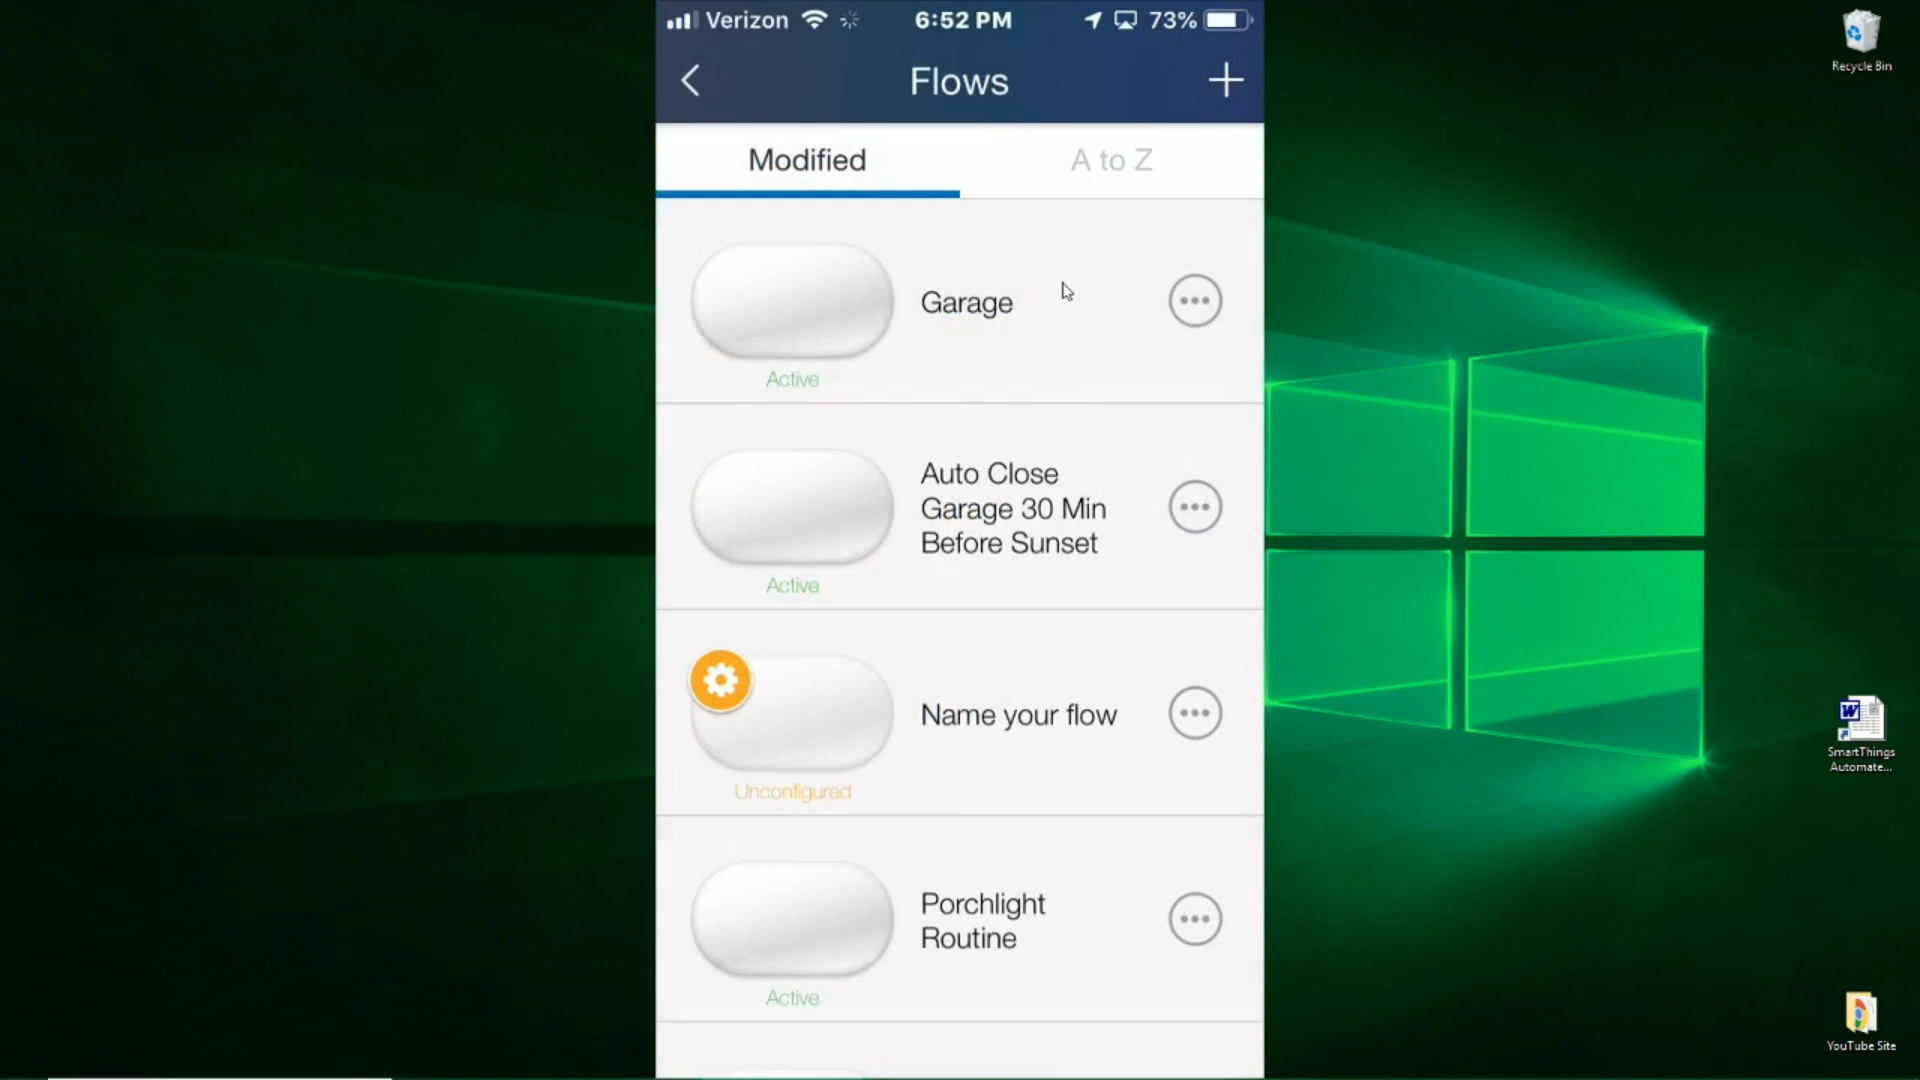 Verizon
6:52 PM
73%
Flows
Modified
A to Z
Garage
Active
Auto Close
Garage 30 Min
Before Sunset
Active
Name your flow
Unconfigured
Porchlight
Routine
Active
Recycle Bin
W
SmartThings
Automate...
YouTube Site